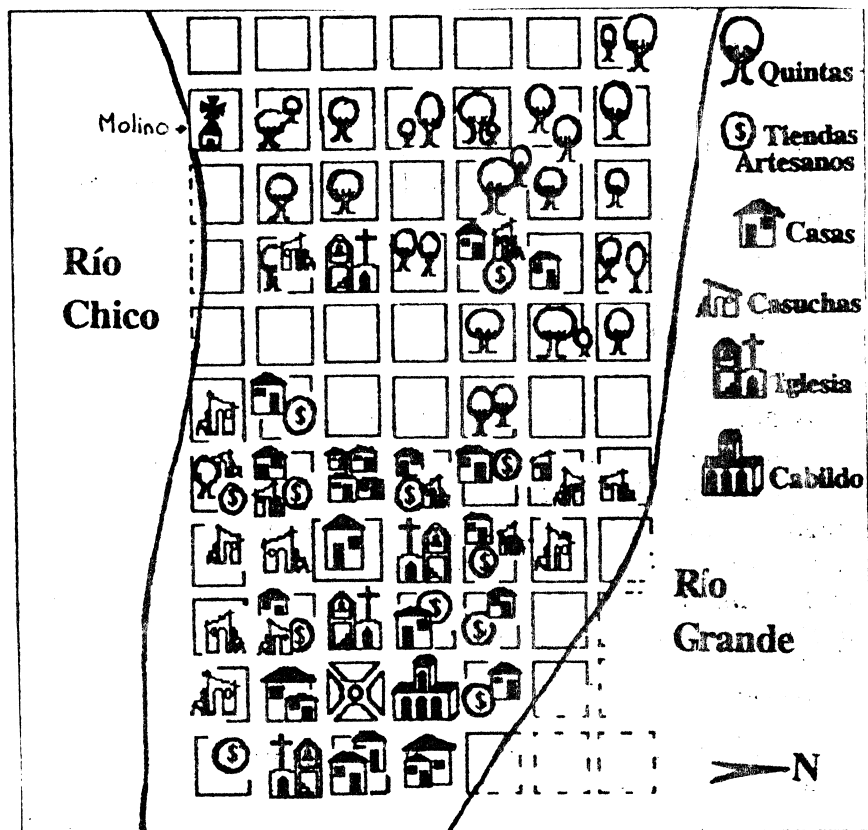 Quintas
Molino
$ Tiendas
Artesanos
Casas
Río
Chico
Casuchas
Iglesia
Cabildo
Río
Grande
N
$
$
$
$
$
$
$
$
$
$
$
$
$